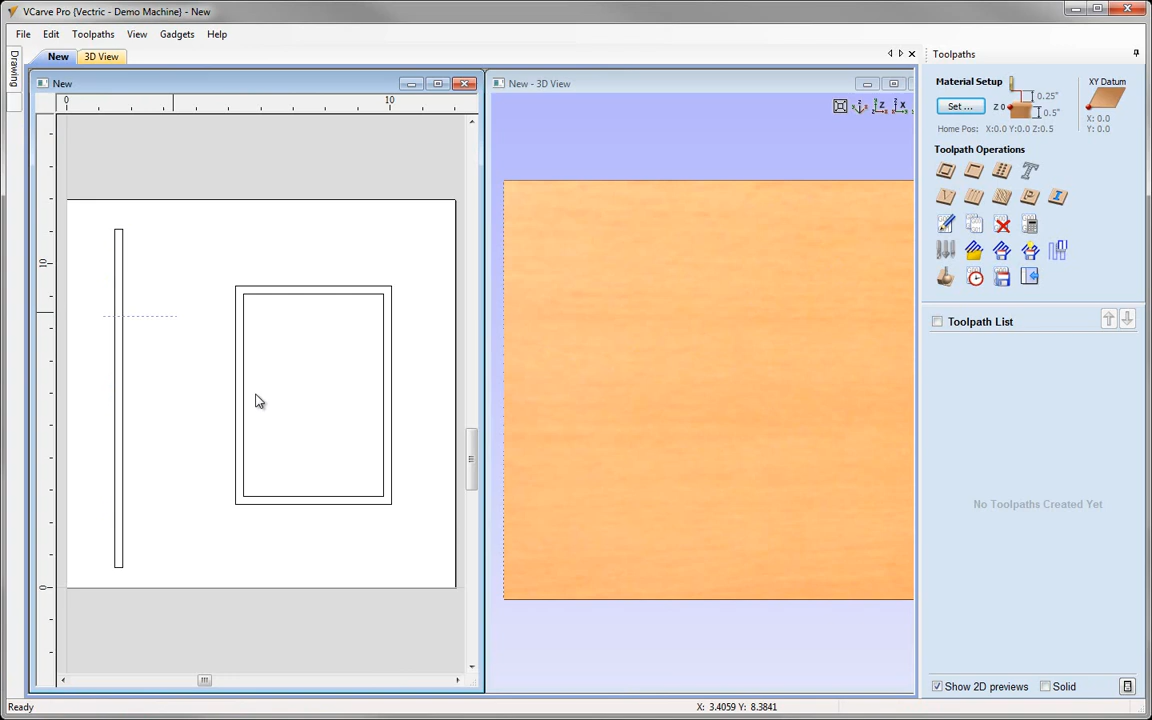 VCarve Pro {Vectric - Demo Machine} - New
File Edit Toolpaths View Gadgets Help
Drawing
New 3D View
New
New - 3D View
0 10
10
0
Toolpaths
Material Setup
Set ...
Z 0
0.25"
0.5"
Home Pos: X:0.0 Y:0.0 Z:0.5
XY Datum
X: 0.0
Y: 0.0
Toolpath Operations
Toolpath List
No Toolpaths Created Yet
Show 2D previews Solid
Ready
X: 3.4059 Y: 8.3841